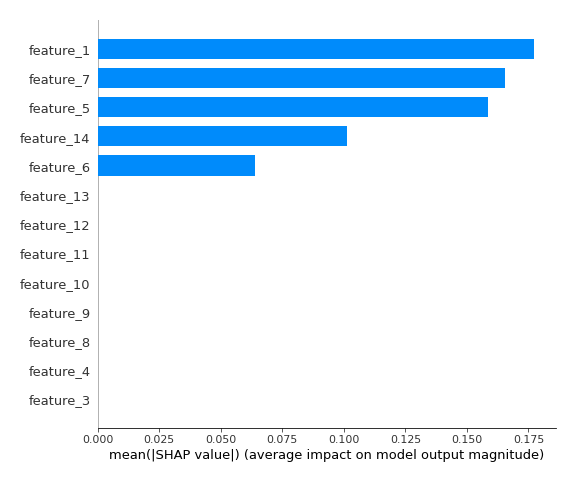 feature_1
feature_7
feature_5
feature_14
feature_6
feature_13
feature_12
feature_11
feature_10
feature_9
feature_8
feature_4
feature_3
0.000 0.025 0.050 0.075 0.100 0.125 0.150 0.175
mean(|SHAP value|) (average impact on model output magnitude)